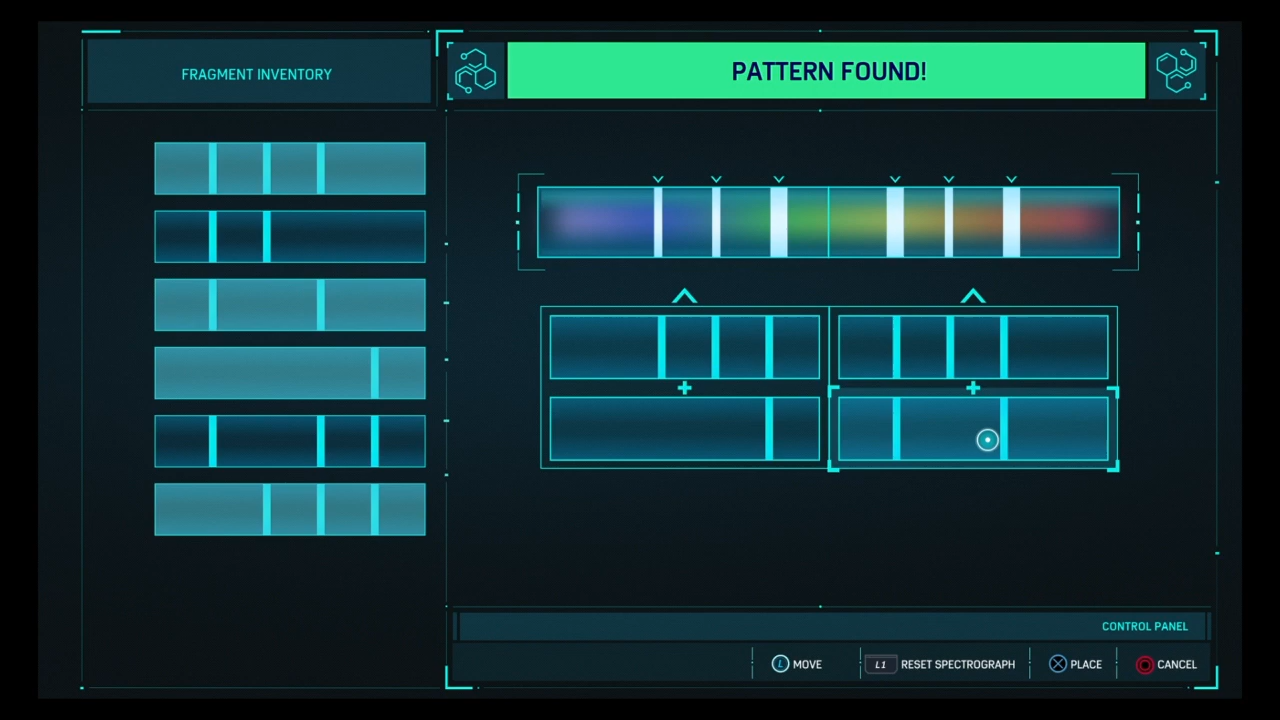 FRAGMENT INVENTORY
PATTERN FOUND!
CONTROL PANEL
L MOVE
L1 RESET SPECTROGRAPH
PLACE
CANCEL